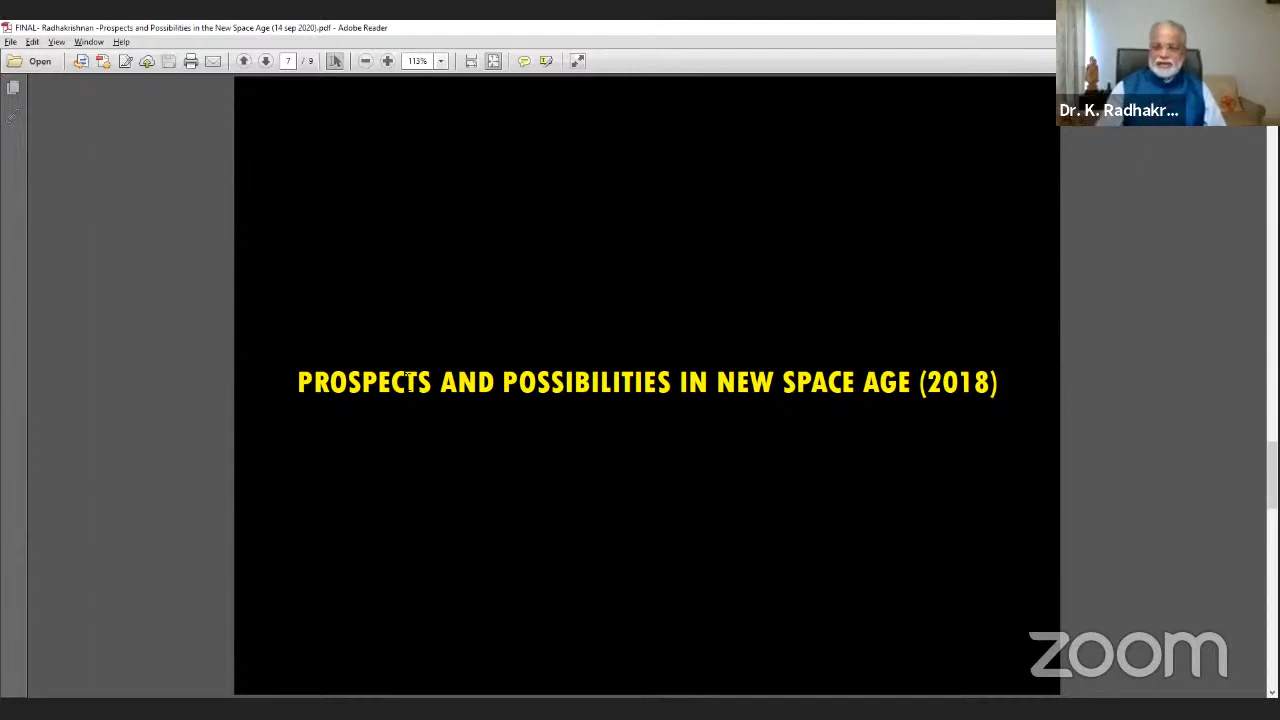 FINAL- Radhakrishnan -Prospects and Possibilities in the New Space Age (14 sep 2020).pdf - Adobe Reader
File Edit View Window Help
Open 7 / 9 113%
Dr. K. Radhakr...
PROSPECTS AND POSSIBILITIES IN NEW SPACE AGE (2018)
zoom